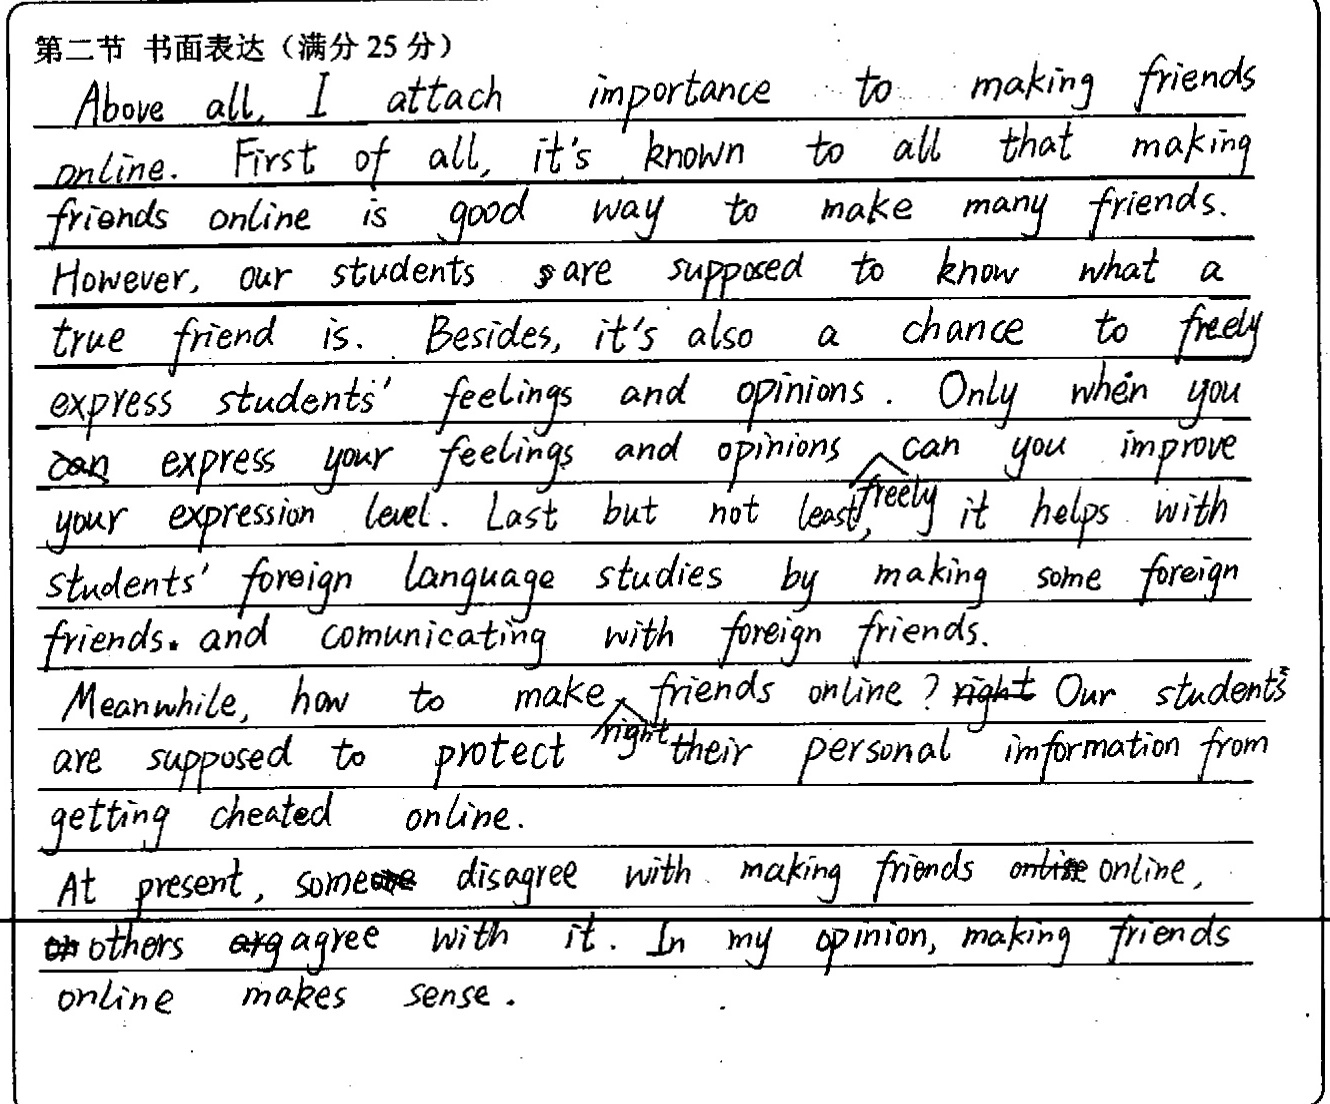 第二节 书面表达（满分 25 分）
Above all, I attach importance to making friends
online. First of all, it's known to all that making
friends online is good way to make many friends.
However, our students are supposed to know what a
true friend is. Besides, it's also a chance to freely
express students' feelings and opinions. Only when you
can express your feelings and opinions can you improve
your expression level. Last but not least, freely it helps with
students' foreign language studies by making some foreign
friends. and comunicating with foreign friends.
Meanwhile, how to make friends online? right Our students
are supposed to protect right their personal imformation from
getting cheated online.
At present, some disagree with making friends online online,
others agree with it. In my opinion, making friends
online makes sense.